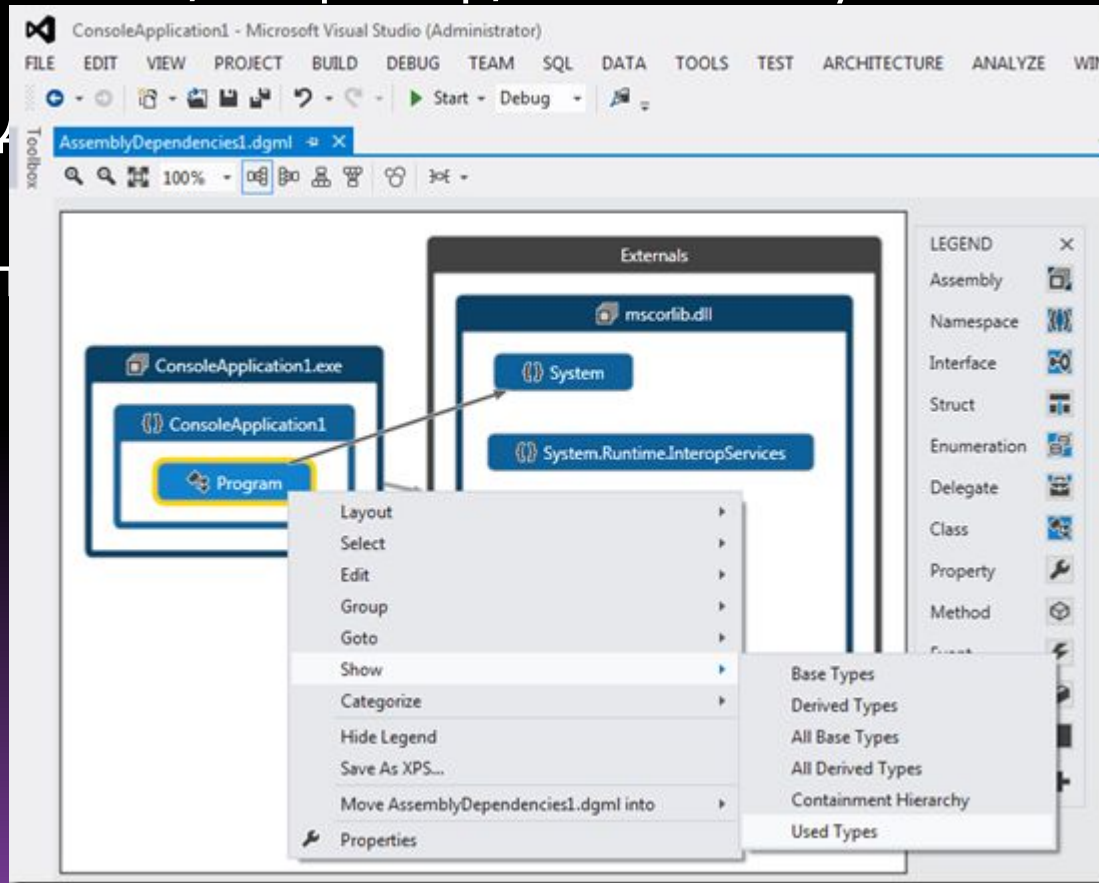 ConsoleApplication1 - Microsoft Visual Studio (Administrator)
FILE EDIT VIEW PROJECT BUILD DEBUG TEAM SQL DATA TOOLS TEST ARCHITECTURE ANALYZE
Start Debug
Toolbox
AssemblyDependencies1.dgml
100%
Externals
mscorlib.dll
System
System.Runtime.InteropServices
ConsoleApplication1.exe
ConsoleApplication1
Program
LEGEND
Assembly
Namespace
Interface
Struct
Enumeration
Delegate
Class
Property
Method
Layout
Select
Edit
Group
Goto
Show
Categorize
Hide Legend
Save As XPS...
Move AssemblyDependencies1.dgml into
Properties
Base Types
Derived Types
All Base Types
All Derived Types
Containment Hierarchy
Used Types